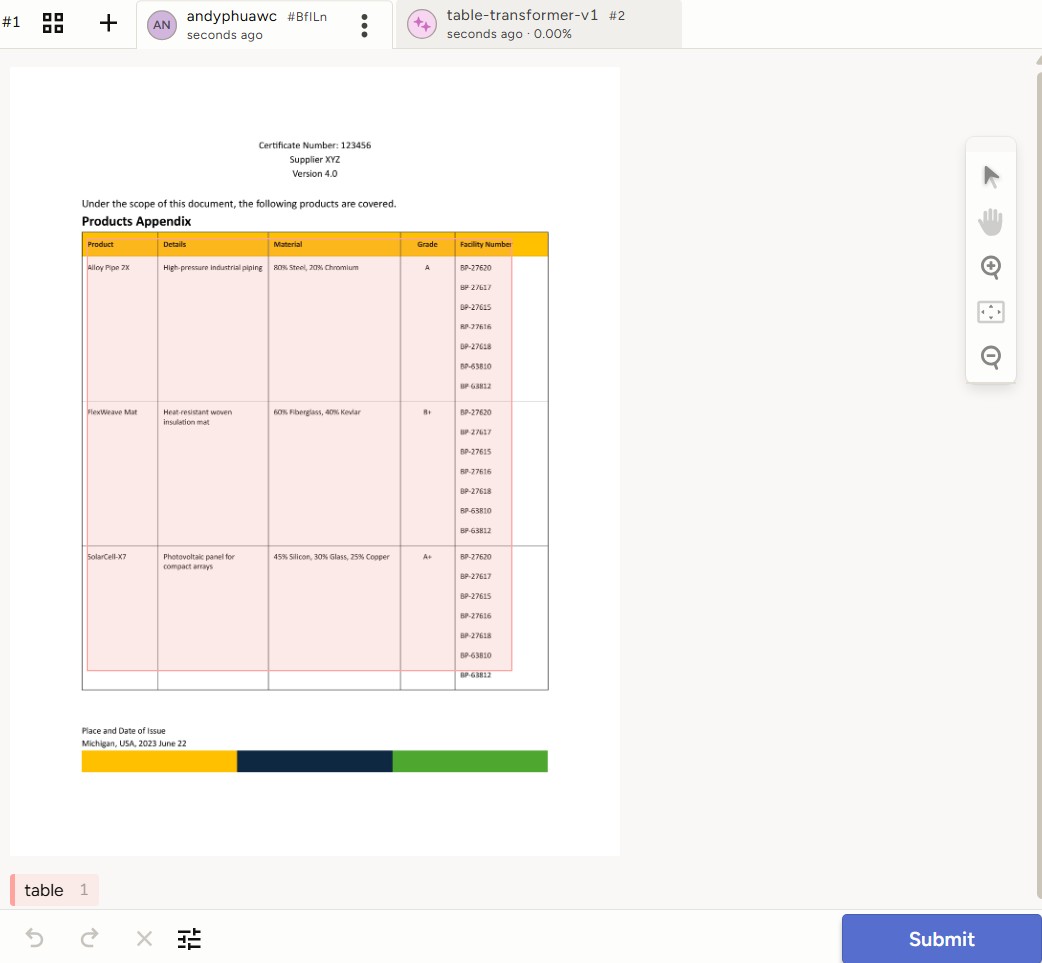 #1
AN
andyphuawc #BfILn
seconds ago
table-transformer-v1 #2
seconds ago · 0.00%
Certificate Number: 123456
Supplier XYZ
Version 4.0
Under the scope of this document, the following products are covered.
Products Appendix
Product Details Material Grade Facility Number
Alloy Pipe 2X High-pressure industrial piping 80% Steel, 20% Chromium A BP-27620
BP-27617
BP-27615
BP-27616
BP-27618
BP-63810
BP-63812
FlexWeave Mat Heat-resistant woven 60% Fiberglass, 40% Kevlar B+ BP-27620
insulation mat
BP-27617
BP-27615
BP-27616
BP-27618
BP-63810
BP-63812
SolarCell-X7 Photovoltaic panel for 45% Silicon, 30% Glass, 25% Copper A+ BP-27620
compact arrays
BP-27617
BP-27615
BP-27616
BP-27618
BP-63810
BP-63812
Place and Date of Issue
Michigan, USA, 2023 June 22
table 1
Submit